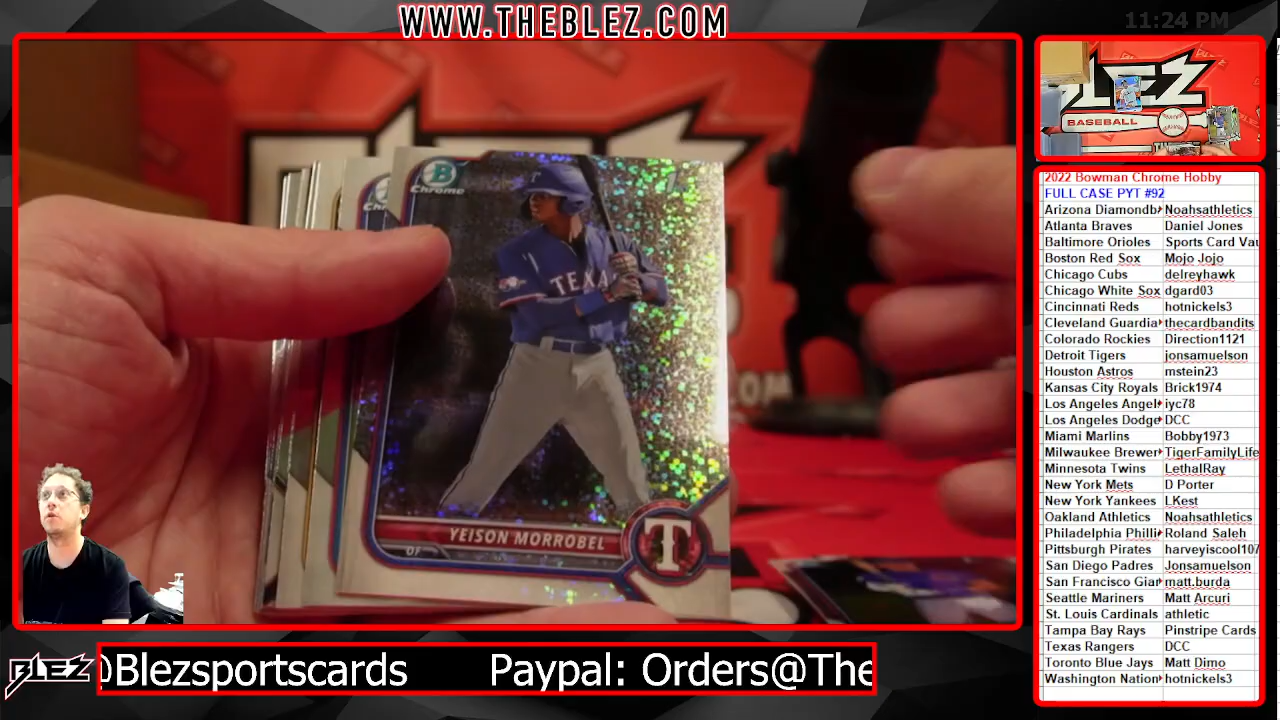 WWW.THEBLEZ.COM
11:24 PM
BLEZ
BASEBALL
B
Chrome
TEXA
YEISON MORROBEL
OF
T
.COM
2022 Bowman Chrome Hobby
FULL CASE PYT #92
Arizona Diamondb Noahsathletics
Atlanta Braves Daniel Jones
Baltimore Orioles Sports Card Vau
Boston Red Sox Mojo Jojo
Chicago Cubs delreyhawk
Chicago White Sox dgard03
Cincinnati Reds hotnickels3
Cleveland Guardia thecardbandits
Colorado Rockies Direction1121
Detroit Tigers jonsamuelson
Houston Astros mstein23
Kansas City Royals Brick1974
Los Angeles Angel iyc78
Los Angeles Dodge DCC
Miami Marlins Bobby1973
Milwaukee Brewer TigerFamilyLife
Minnesota Twins LethalRay
New York Mets D Porter
New York Yankees LKest
Oakland Athletics Noahsathletics
Philadelphia Philli Roland Saleh
Pittsburgh Pirates harveyiscool107
San Diego Padres Jonsamuelson
San Francisco Gian matt.burda
Seattle Mariners Matt Arcuri
St. Louis Cardinals athletic
Tampa Bay Rays Pinstripe Cards
Texas Rangers DCC
Toronto Blue Jays Matt Dimo
Washington Nation hotnickels3
BLEZ
@Blezsportscards Paypal: Orders@The